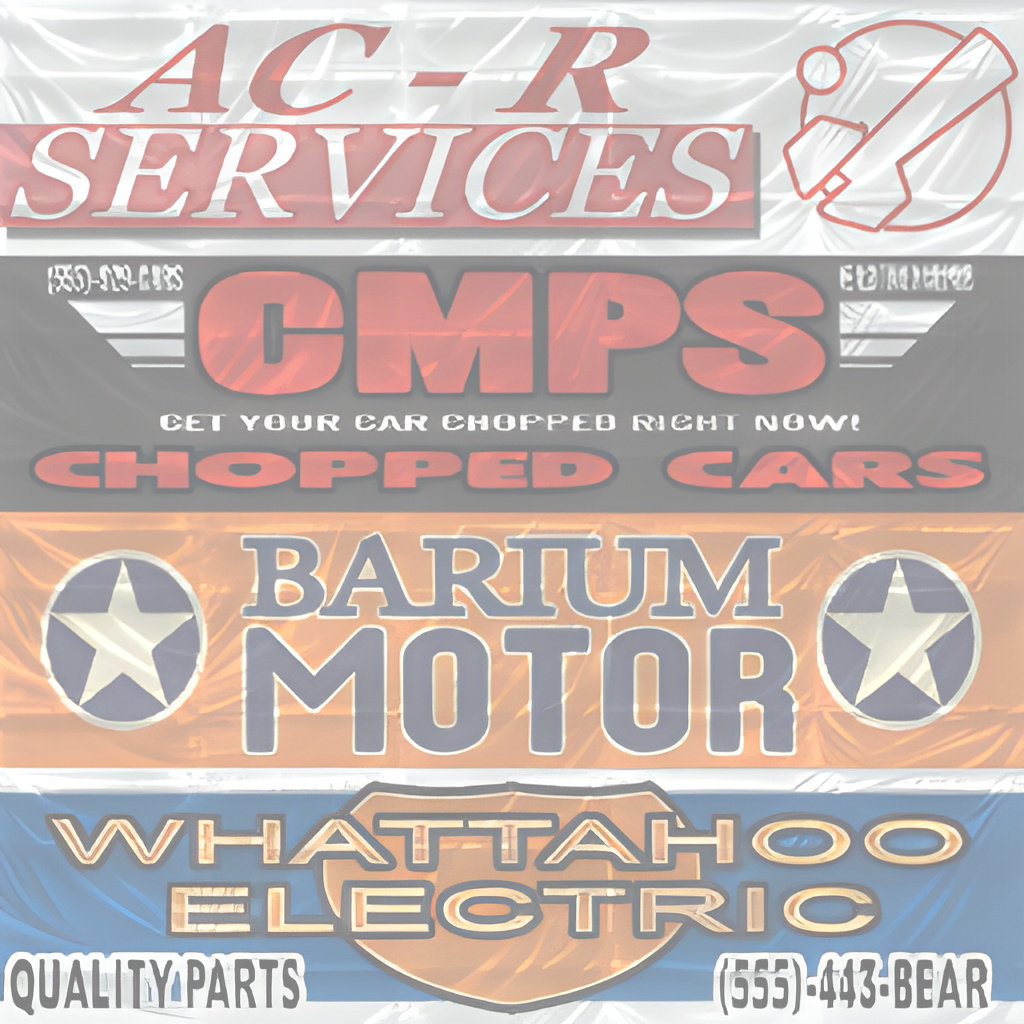 AC - R
SERVICES
CMPS
GET YOUR CAR CHOPPED RIGHT NOW!
CHOPPED CARS
BARIUM
MOTOR
WHATTAHOO
ELECTRIC
QUALITY PARTS
(555)-443-BEAR